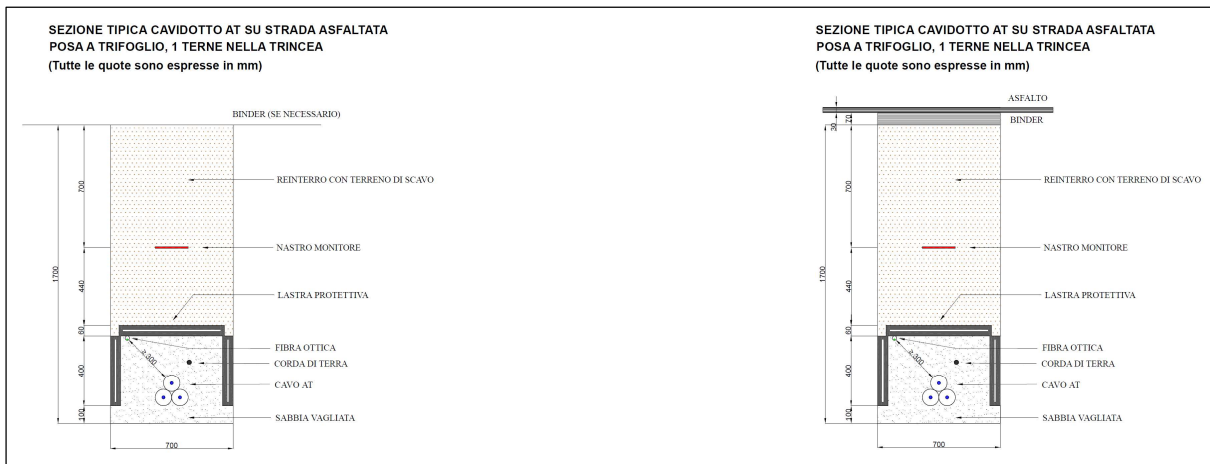 SEZIONE TIPICA CAVIDOTTO AT SU STRADA ASFALTATA
POSA A TRIFOGLIO, 1 TERNE NELLA TRINCEA
(Tutte le quote sono espresse in mm)
BINDER (SE NECESSARIO)
REINTERRO CON TERRENO DI SCAVO
NASTRO MONITORE
LASTRA PROTETTIVA
FIBRA OTTICA
CORDA DI TERRA
CAVO AT
SABBIA VAGLIATA
1700
700
440
60
400
100
≥ 300
700
SEZIONE TIPICA CAVIDOTTO AT SU STRADA ASFALTATA
POSA A TRIFOGLIO, 1 TERNE NELLA TRINCEA
(Tutte le quote sono espresse in mm)
ASFALTO
BINDER
REINTERRO CON TERRENO DI SCAVO
NASTRO MONITORE
LASTRA PROTETTIVA
FIBRA OTTICA
CORDA DI TERRA
CAVO AT
SABBIA VAGLIATA
30
70
1700
700
440
60
400
100
≥ 300
700